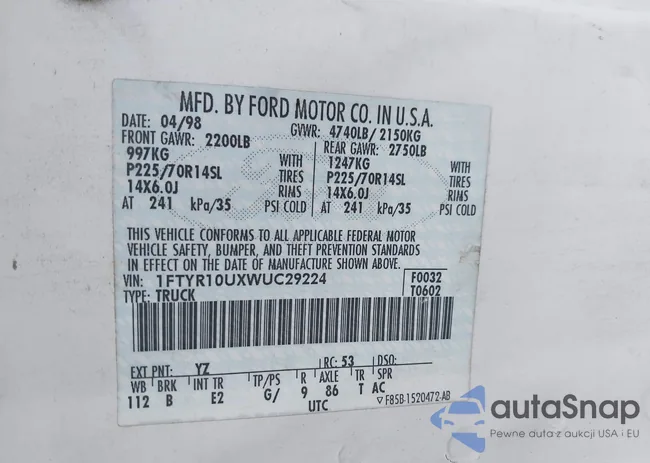 MFD. BY FORD MOTOR CO. IN U.S.A.
DATE: 04/98 GVWR: 4740LB/ 2150KG
FRONT GAWR: 2200LB REAR GAWR: 2750LB
997KG WITH 1247KG WITH
P225/70R14SL TIRES P225/70R14SL TIRES
14X6.0J RIMS 14X6.0J RIMS
AT 241 kPa/35 PSI COLD AT 241 kPa/35 PSI COLD
THIS VEHICLE CONFORMS TO ALL APPLICABLE FEDERAL MOTOR
VEHICLE SAFETY, BUMPER, AND THEFT PREVENTION STANDARDS
IN EFFECT ON THE DATE OF MANUFACTURE SHOWN ABOVE.
VIN: 1FTYR10UXWUC29224 F0032
TYPE: TRUCK T0602
EXT PNT: YZ RC: 53 DSO:
WB BRK INT TR TP/PS R AXLE TR SPR
112 B E2 G/ 9 86 T AC
UTC F85B-1520472-AB
autaSnap
Pewne auta z aukcji USA i EU